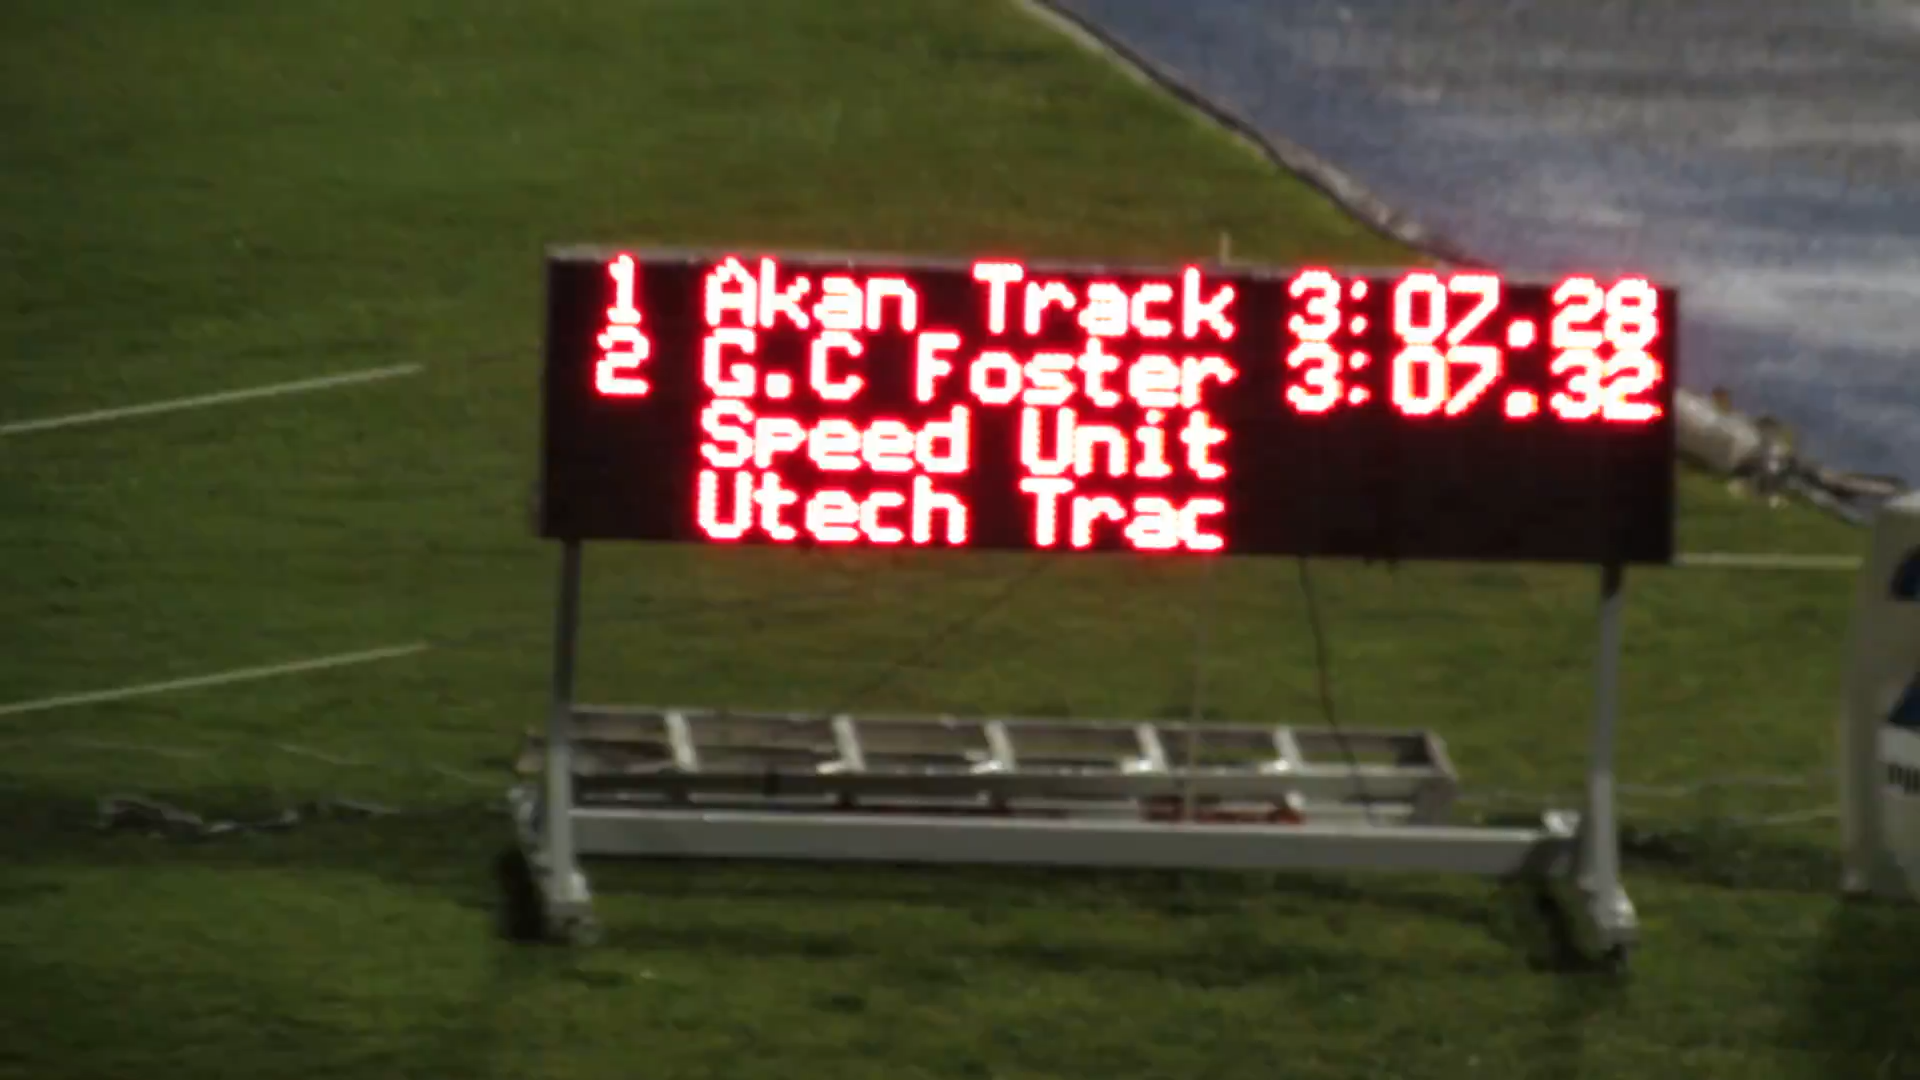 1 Akan Track 3:07.28
2 G.C Foster 3:07.32
Speed Unit
Utech Trac